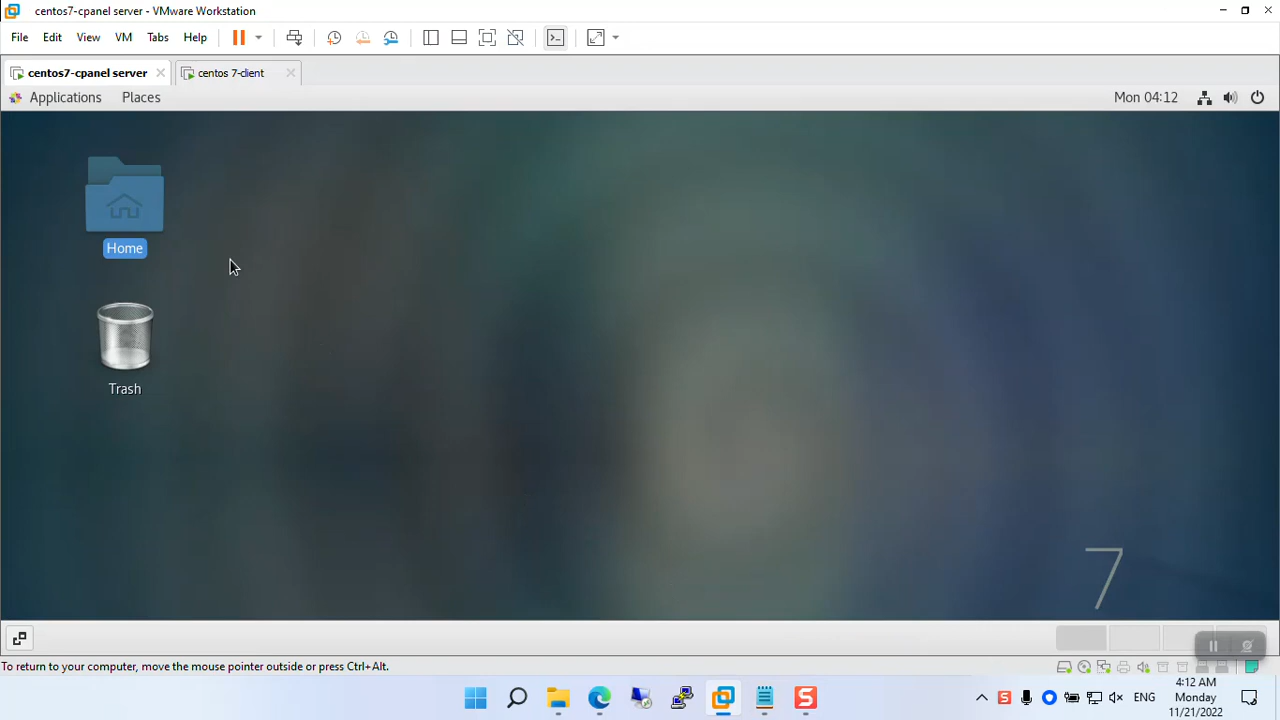 centos7-cpanel server - VMware Workstation
File Edit View VM Tabs Help
centos7-cpanel server centos 7-client
Applications Places Mon 04:12
Home
Trash
7
To return to your computer, move the mouse pointer outside or press Ctrl+Alt.
ENG
4:12 AM
Monday
11/21/2022